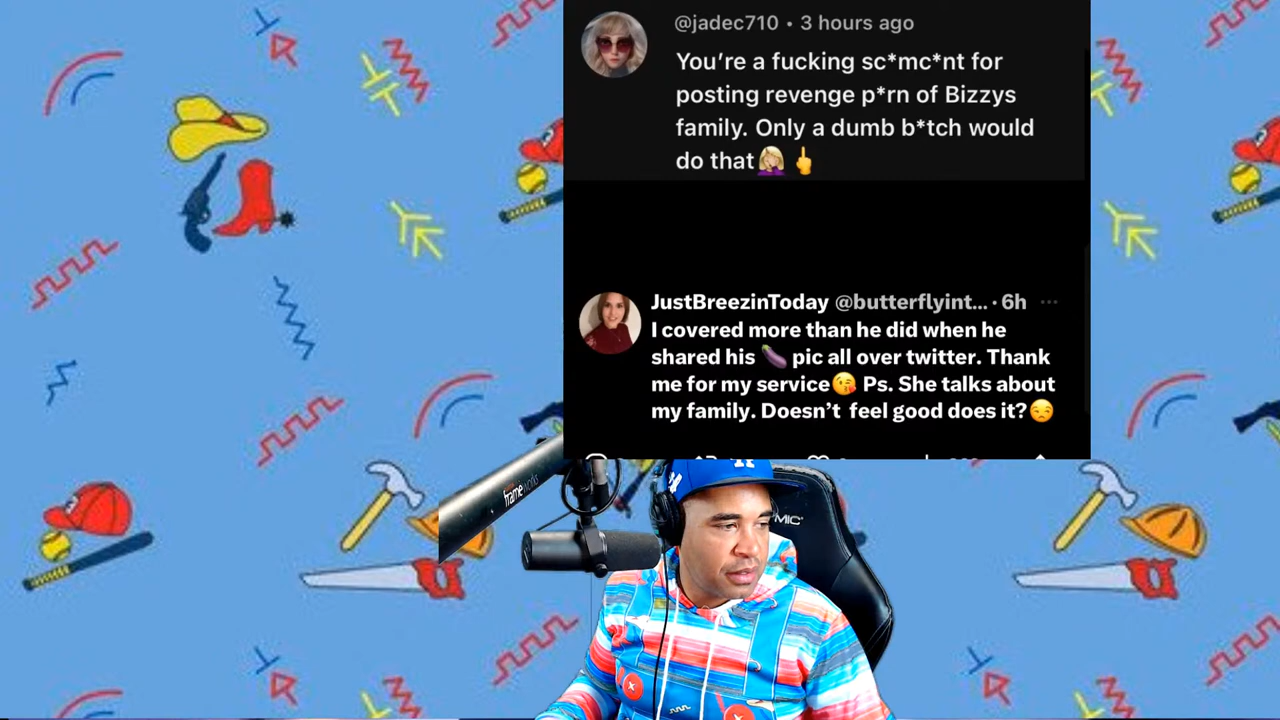 @jadec710 • 3 hours ago
You're a fucking sc*mc*nt for
posting revenge p*rn of Bizzys
family. Only a dumb b*tch would
do that🤦🏼‍♀️🖕
JustBreezinToday @butterflyint... · 6h ···
I covered more than he did when he
shared his 🍆 pic all over twitter. Thank
me for my service😘 Ps. She talks about
my family. Doesn't feel good does it?😒
frameworks
MIC